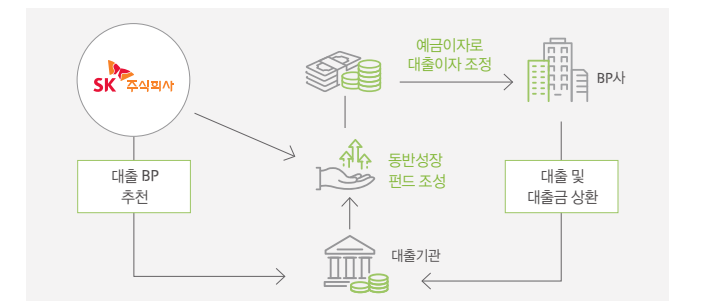 SK 주식회사
예금이자로
대출이자 조정
BP사
대출 BP
추천
동반성장
펀드 조성
대출 및
대출금 상환
대출기관